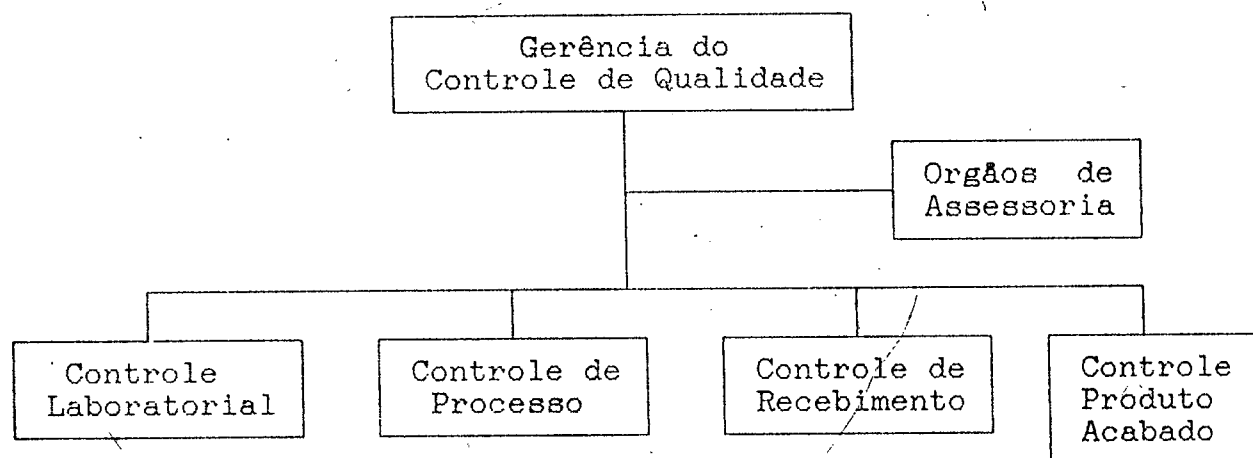 Gerência do
Controle de Qualidade
Orgãos de
Assessoria
Controle
Laboratorial
Controle de
Processo
Controle de
Recebimento
Controle
Produto
Acabado